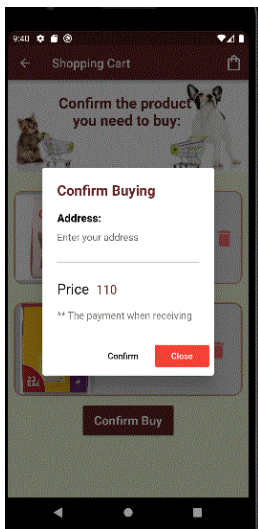 9:40
Shopping Cart
Confirm the product
you need to buy:
Confirm Buying
Address:
Enter your address
Price 110
** The payment when receiving
Confirm
Close
22
Confirm Buy